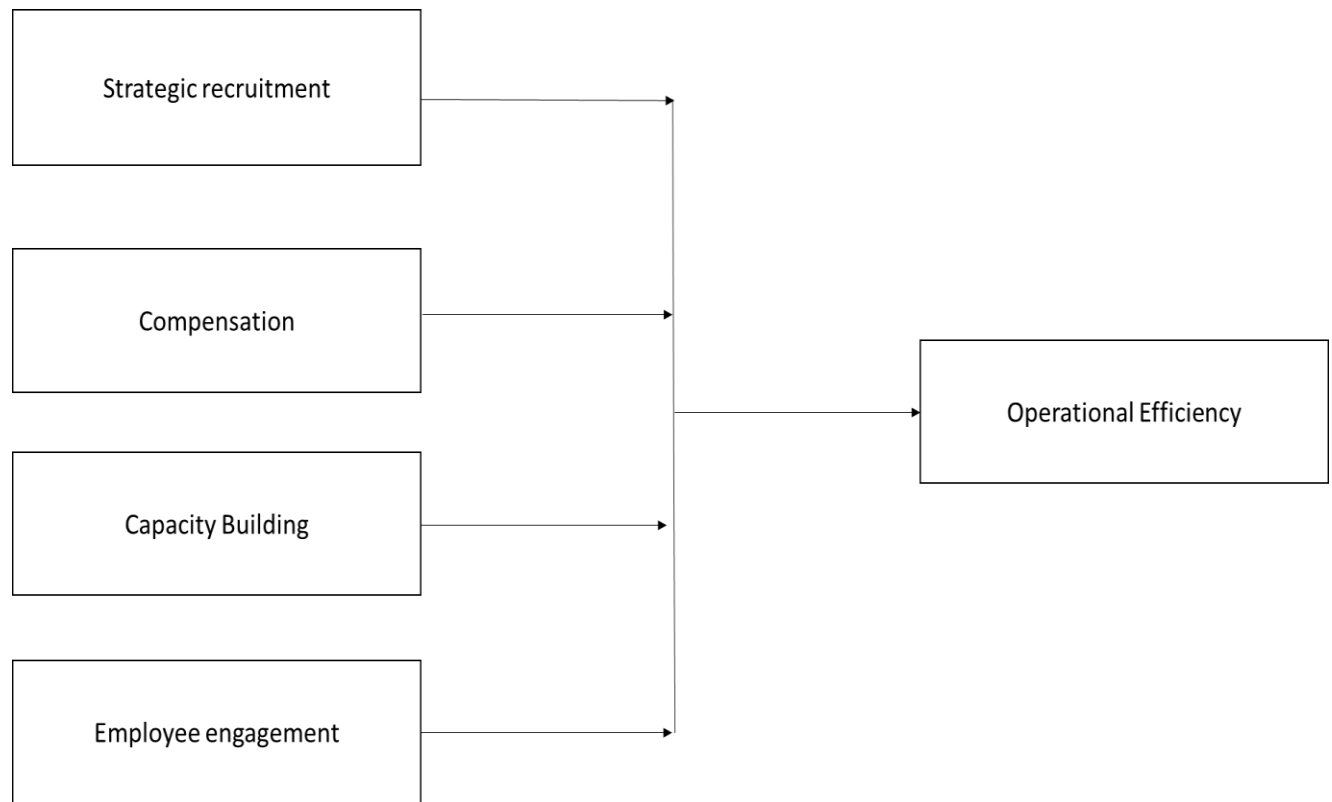 Strategic recruitment
Compensation
Operational Efficiency
Capacity Building
Employee engagement